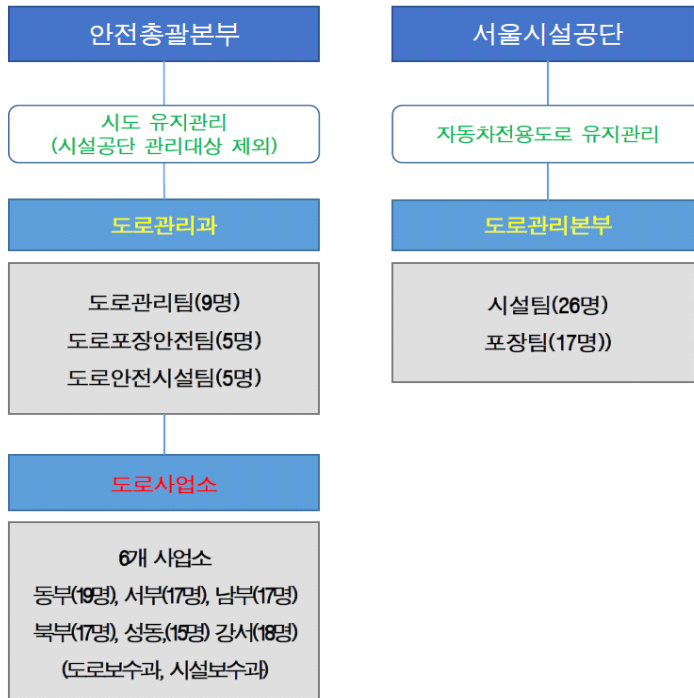 안전총괄본부
시도 유지관리
(시설공단 관리대상 제외)
도로관리과
도로관리팀(9명)
도로포장안전팀(5명)
도로안전시설팀(5명)
도로사업소
6개 사업소
동부(19명), 서부(17명), 남부(17명)
북부(17명), 성동,(15명) 강서(18명)
(도로보수과, 시설보수과)
서울시설공단
자동차전용도로 유지관리
도로관리본부
시설팀(26명)
포장팀(17명))